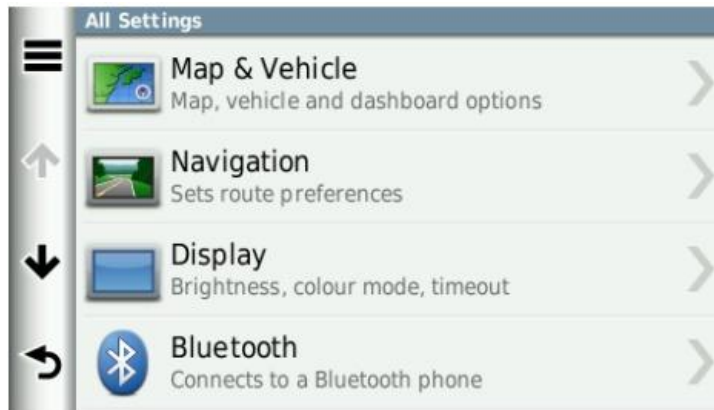 All Settings
Map & Vehicle
Map, vehicle and dashboard options
Navigation
Sets route preferences
Display
Brightness, colour mode, timeout
Bluetooth
Connects to a Bluetooth phone